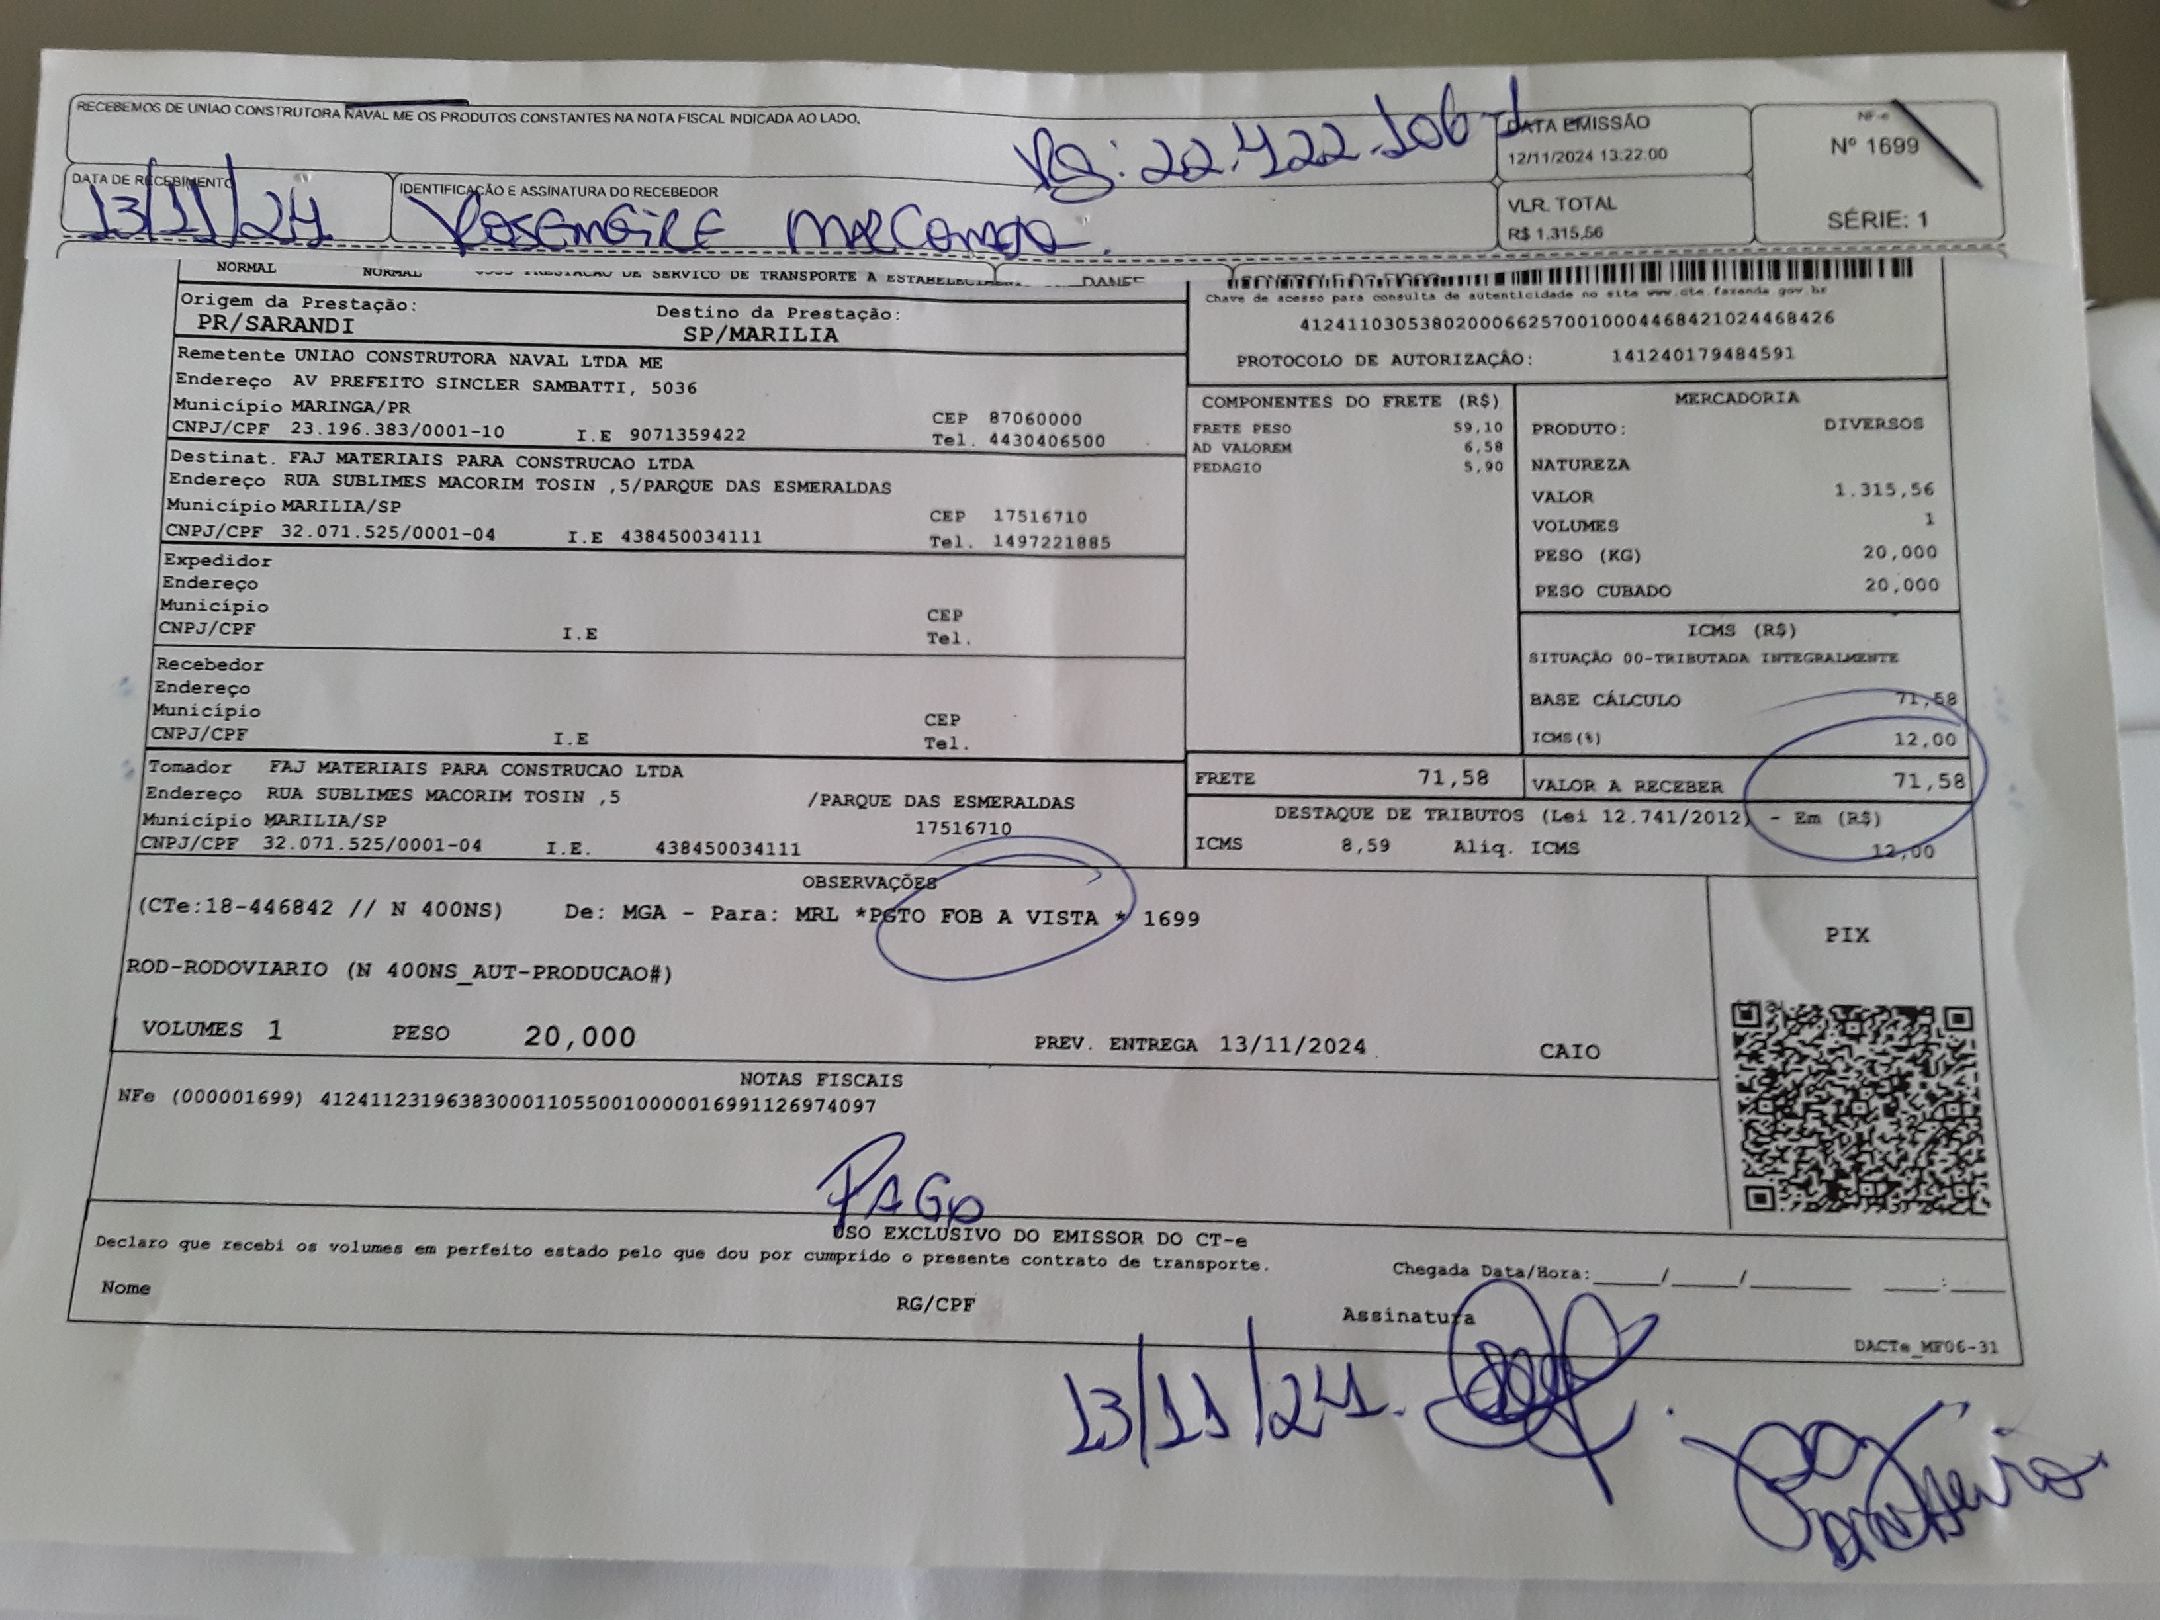 RECEBEMOS DE UNIAO CONSTRUTORA NAVAL ME OS PRODUTOS CONSTANTES NA NOTA FISCAL INDICADA AO LADO.
DATA EMISSÃO
12/11/2024 13:22:00
NF-e
Nº 1699
SÉRIE: 1
DATA DE RECEBIMENTO
13/11/24
IDENTIFICAÇÃO E ASSINATURA DO RECEBEDOR
VLR. TOTAL
R$ 1.315,56
NORMAL NORMAL PRESTACAO DE SERVICO DE TRANSPORTE A DANFE
Origem da Prestação:
PR/SARANDI
Destino da Prestação:
SP/MARILIA
Chave de acesso para consulta de autenticidade no site www.cte.fazenda.gov.br
41241103053802000662570010004468421024468426
PROTOCOLO DE AUTORIZAÇÃO: 141240179484591
Remetente UNIAO CONSTRUTORA NAVAL LTDA ME
Endereço AV PREFEITO SINCLER SAMBATTI, 5036
Município MARINGA/PR CEP 87060000
CNPJ/CPF 23.196.383/0001-10 I.E 9071359422 Tel. 4430406500
Destinat. FAJ MATERIAIS PARA CONSTRUCAO LTDA
Endereço RUA SUBLIMES MACORIM TOSIN ,5/PARQUE DAS ESMERALDAS
Município MARILIA/SP CEP 17516710
CNPJ/CPF 32.071.525/0001-04 I.E 438450034111 Tel. 1497221885
Expedidor
Endereço
Município CEP
CNPJ/CPF I.E Tel.
Recebedor
Endereço
Município CEP
CNPJ/CPF I.E Tel.
Tomador FAJ MATERIAIS PARA CONSTRUCAO LTDA
Endereço RUA SUBLIMES MACORIM TOSIN ,5 /PARQUE DAS ESMERALDAS
Município MARILIA/SP 17516710
CNPJ/CPF 32.071.525/0001-04 I.E. 438450034111
COMPONENTES DO FRETE (R$)
FRETE PESO 59,10
AD VALOREM 6,58
PEDAGIO 5,90
MERCADORIA
PRODUTO: DIVERSOS
NATUREZA
VALOR 1.315,56
VOLUMES 1
PESO (KG) 20,000
PESO CUBADO 20,000
ICMS (R$)
SITUAÇÃO 00-TRIBUTADA INTEGRALMENTE
BASE CÁLCULO 71,58
ICMS(%) 12,00
FRETE 71,58 VALOR A RECEBER 71,58
DESTAQUE DE TRIBUTOS (Lei 12.741/2012) - Em (R$)
ICMS 8,59 Aliq. ICMS 12,00
OBSERVAÇÕES
(CTe:18-446842 // N 400NS) De: MGA - Para: MRL *PGTO FOB A VISTA * 1699
ROD-RODOVIARIO (N 400NS_AUT-PRODUCAO#)
VOLUMES 1 PESO 20,000 PREV. ENTREGA 13/11/2024 CAIO
PIX
NOTAS FISCAIS
NFe (000001699) 41241123196383000110550010000016991126974097
PAGO
USO EXCLUSIVO DO EMISSOR DO CT-e
Declaro que recebi os volumes em perfeito estado pelo que dou por cumprido o presente contrato de transporte.
Chegada Data/Hora:_____/_____/________ ____:____
Nome RG/CPF Assinatura
DACTe_MF06-31
13/11/24.